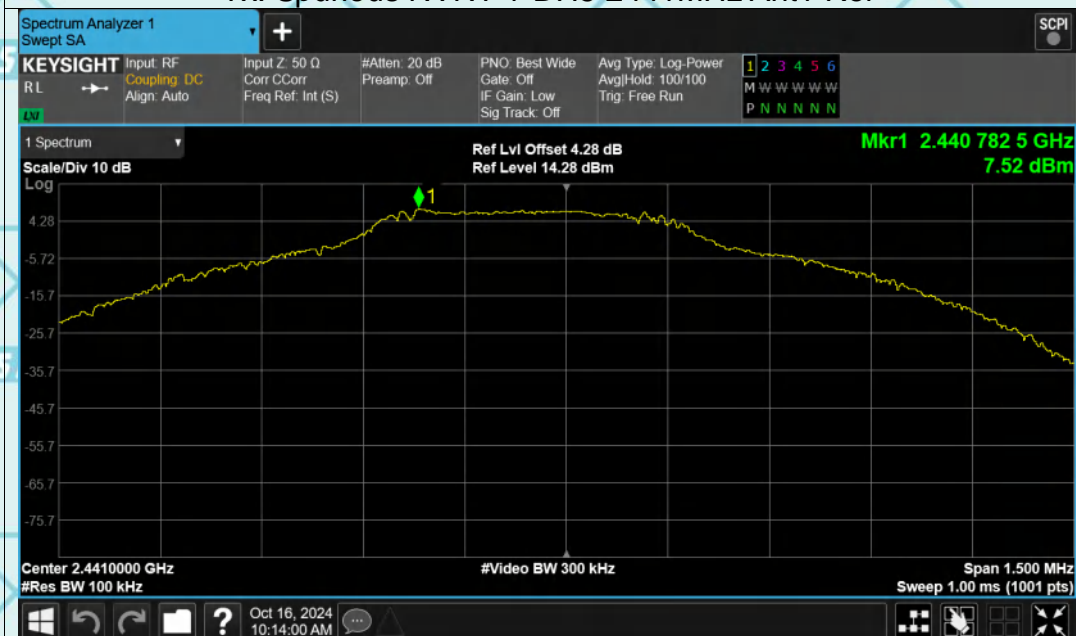 Spectrum Analyzer 1
Swept SA
+
SCPI
KEYSIGHT
RL
LXI
Input: RF
Coupling: DC
Align: Auto
Input Z: 50 Ω
Corr CCorr
Freq Ref: Int (S)
#Atten: 20 dB
Preamp: Off
PNO: Best Wide
Gate: Off
IF Gain: Low
Sig Track: Off
Avg Type: Log-Power
Avg|Hold: 100/100
Trig: Free Run
1 2 3 4 5 6
M W W W W W
P N N N N N
1 Spectrum
Scale/Div 10 dB
Log
Ref Lvl Offset 4.28 dB
Ref Level 14.28 dBm
Mkr1 2.440 782 5 GHz
7.52 dBm
1
4.28
-5.72
-15.7
-25.7
-35.7
-45.7
-55.7
-65.7
-75.7
Center 2.4410000 GHz
#Res BW 100 kHz
#Video BW 300 kHz
Span 1.500 MHz
Sweep 1.00 ms (1001 pts)
?
Oct 16, 2024
10:14:00 AM